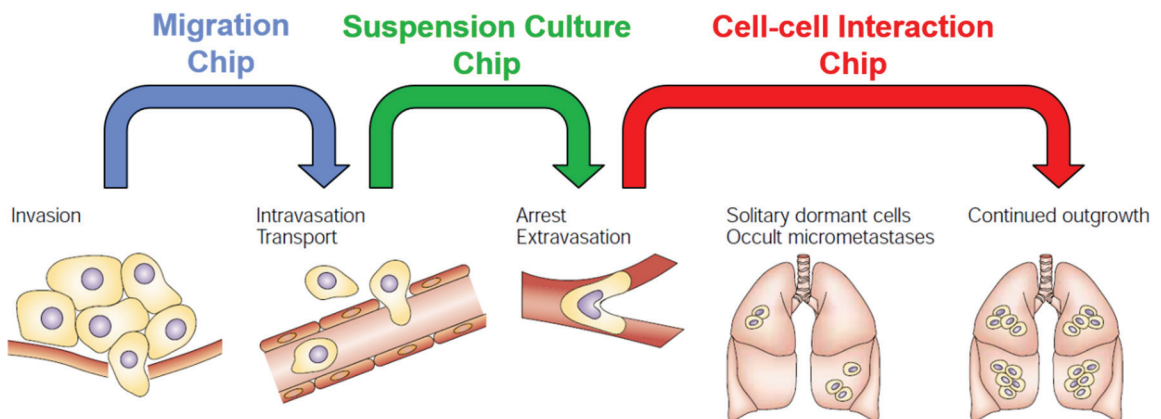 Migration
Chip
Suspension Culture
Chip
Cell-cell Interaction
Chip
Invasion
Intravasation
Transport
Arrest
Extravasation
Solitary dormant cells
Occult micrometastases
Continued outgrowth